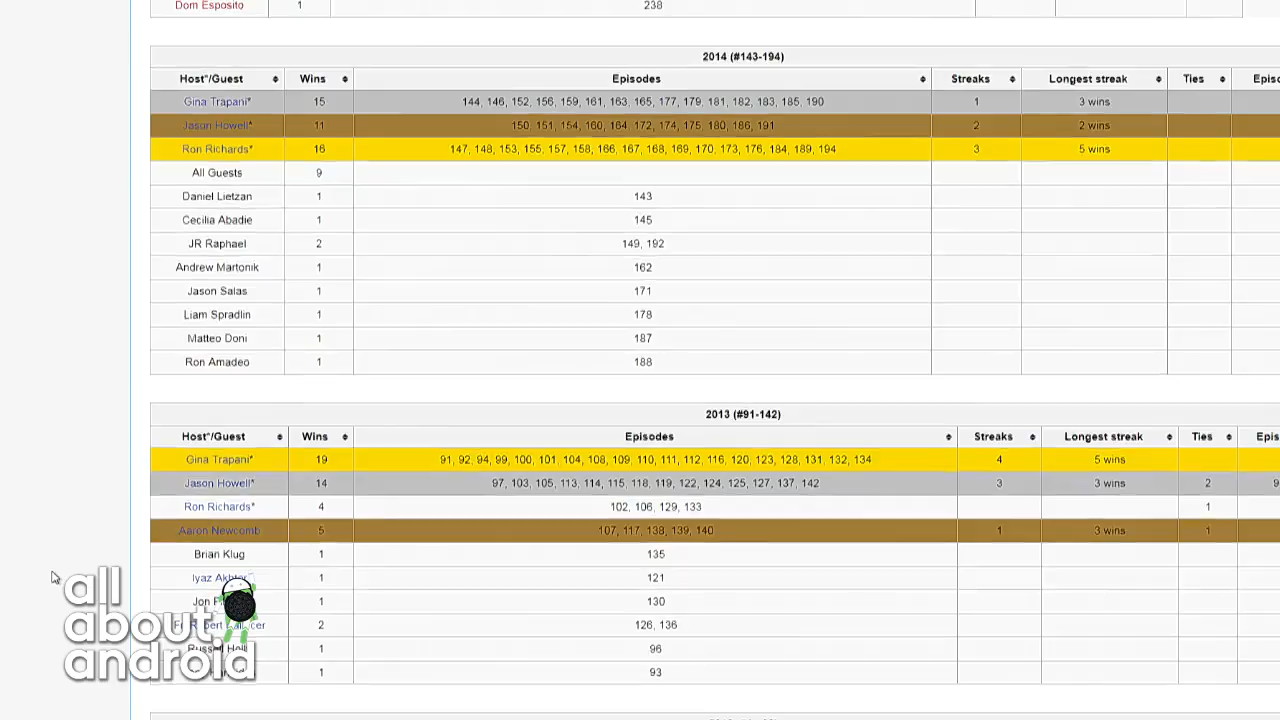 Dom Esposito 1 238
2014 (#143-194)
Host*/Guest Wins Episodes Streaks Longest streak Ties
Gina Trapani* 15 144, 146, 152, 156, 159, 161, 163, 165, 177, 179, 181, 182, 183, 185, 190 1 3 wins
Jason Howell* 11 150, 151, 154, 160, 164, 172, 174, 175, 180, 186, 191 2 2 wins
Ron Richards* 16 147, 148, 153, 155, 157, 158, 166, 167, 168, 169, 170, 173, 176, 184, 189, 194 3 5 wins
All Guests 9
Daniel Lietzan 1 143
Cecilia Abadie 1 145
JR Raphael 2 149, 192
Andrew Martonik 1 162
Jason Salas 1 171
Liam Spradlin 1 178
Matteo Doni 1 187
Ron Amadeo 1 188
2013 (#91-142)
Host*/Guest Wins Episodes Streaks Longest streak Ties
Gina Trapani* 19 91, 92, 94, 99, 100, 101, 104, 108, 109, 110, 111, 112, 116, 120, 123, 128, 131, 132, 134 4 5 wins
Jason Howell* 14 97, 103, 105, 113, 114, 115, 118, 119, 122, 124, 125, 127, 137, 142 3 3 wins 2 9
Ron Richards* 4 102, 106, 129, 133 1
Aaron Newcomb 5 107, 117, 138, 139, 140 1 3 wins 1
Brian Klug 1 135
Iyaz 1 121
Jon 1 130
2 126, 136
Russell 1 96
1 93
all
about
android